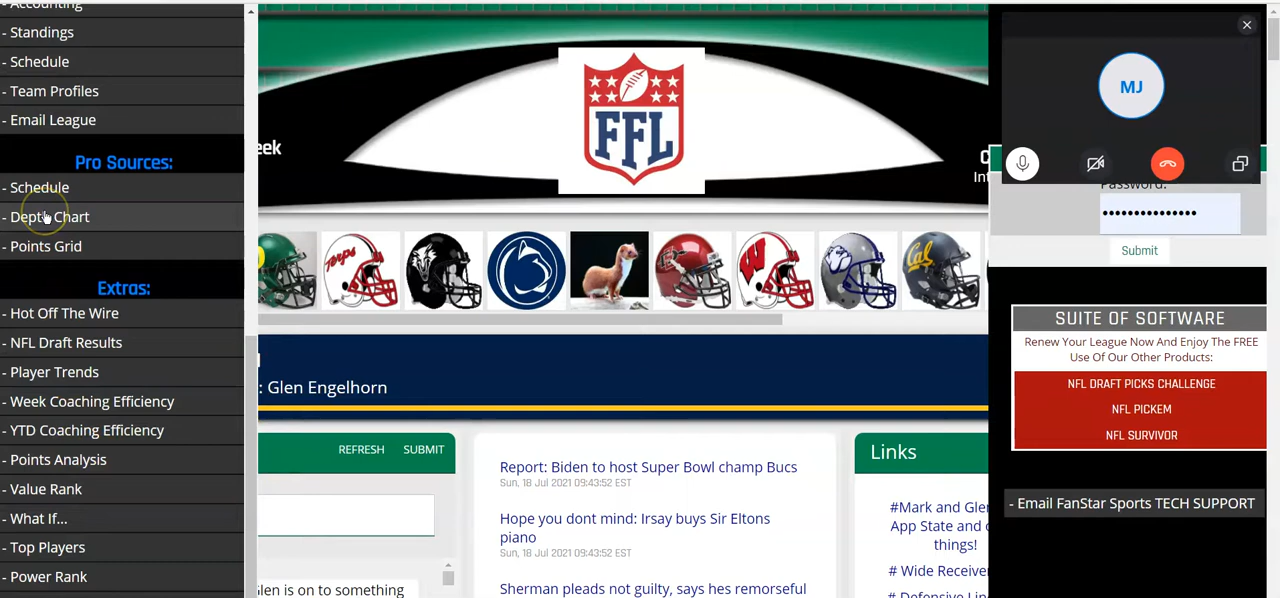 - Accounting
- Standings
- Schedule
- Team Profiles
- Email League
Pro Sources:
- Schedule
- Depth Chart
- Points Grid
Extras:
- Hot Off The Wire
- NFL Draft Results
- Player Trends
- Week Coaching Efficiency
- YTD Coaching Efficiency
- Points Analysis
- Value Rank
- What If...
- Top Players
- Power Rank
eek
FFL
Terps
Cal
: Glen Engelhorn
REFRESH SUBMIT
Glen is on to something
Report: Biden to host Super Bowl champ Bucs
Sun, 18 Jul 2021 09:43:52 EST
Hope you dont mind: Irsay buys Sir Eltons
piano
Sun, 18 Jul 2021 09:43:52 EST
Sherman pleads not guilty, says hes remorseful
Links
#Mark and Gle
App State and
things!
# Wide Receive
# Defensive Lin
MJ
Password:
•••••••••••••••
Submit
SUITE OF SOFTWARE
Renew Your League Now And Enjoy The FREE
Use Of Our Other Products:
NFL DRAFT PICKS CHALLENGE
NFL PICKEM
NFL SURVIVOR
- Email FanStar Sports TECH SUPPORT